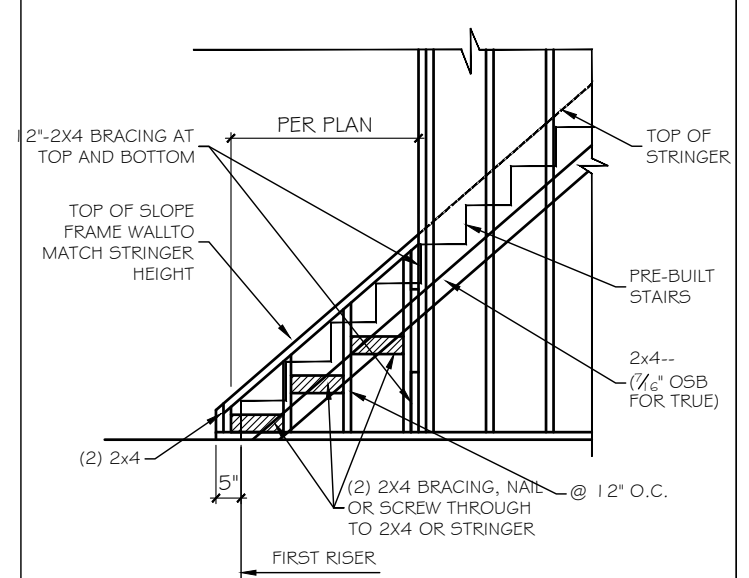 PER PLAN
12"-2X4 BRACING AT
TOP AND BOTTOM
TOP OF
STRINGER
TOP OF SLOPE
FRAME WALLTO
MATCH STRINGER
HEIGHT
PRE-BUILT
STAIRS
2x4--
(7/16" OSB
FOR TRUE)
(2) 2x4
5"
(2) 2X4 BRACING, NAIL
OR SCREW THROUGH
TO 2X4 OR STRINGER
@ 12" O.C.
FIRST RISER